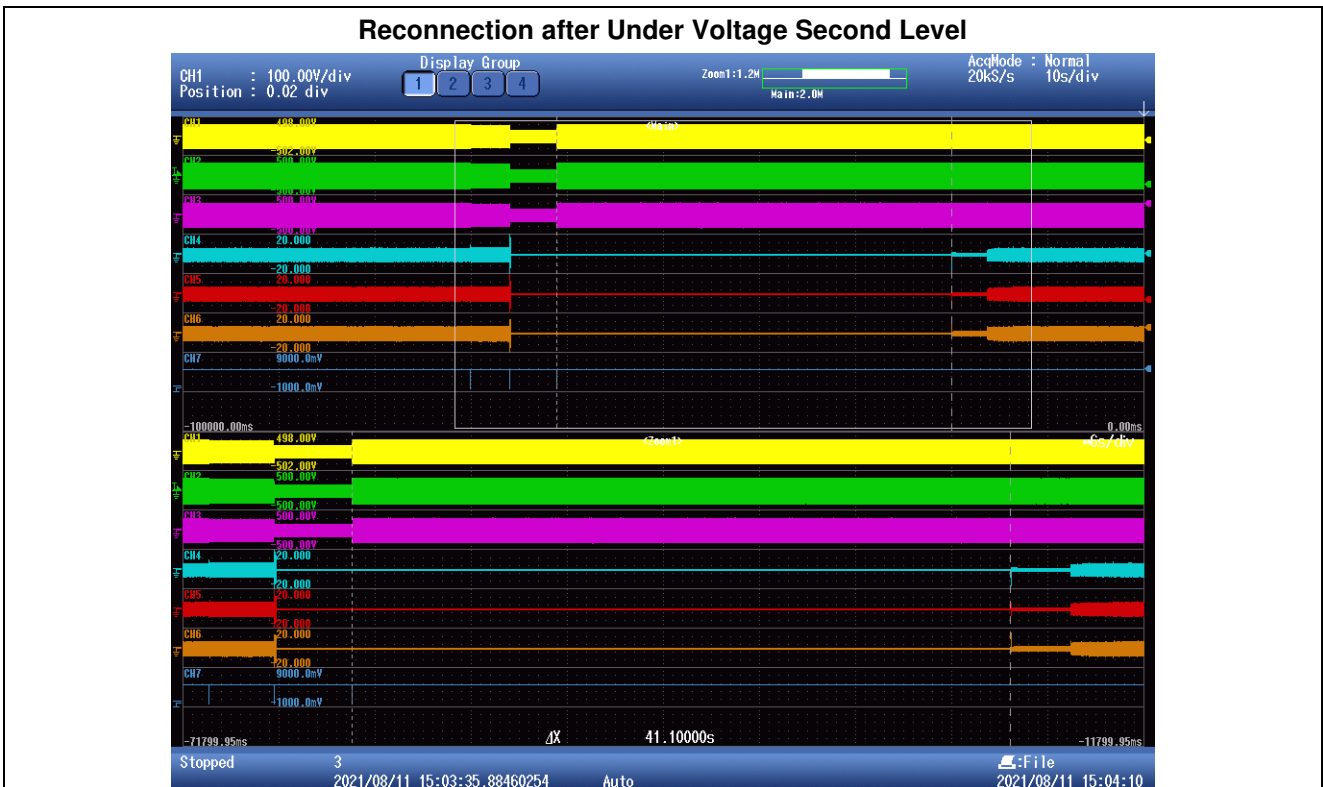 Reconnection after Under Voltage Second Level
CH1 : 100.00V/div
Position : 0.02 div
Display Group
1 2 3 4
Zoom1:1.2M
Main:2.0M
AcqMode : Normal
20kS/s 10s/div
CH1 498.00V
<Main>
-502.00V
CH2 500.00V
-500.00V
CH3 500.00V
-500.00V
CH4 20.000
-20.000
CH5 20.000
-20.000
CH6 20.000
-20.000
CH7 9000.0mV
-1000.0mV
-100000.00ms 0.00ms
CH1 498.00V
<Zoom1>
6s/div
-502.00V
CH2 500.00V
-500.00V
CH3 500.00V
-500.00V
CH4 20.000
-20.000
CH5 20.000
-20.000
CH6 20.000
-20.000
CH7 9000.0mV
-1000.0mV
-71799.95ms ΔX 41.10000s -11799.95ms
Stopped 3
2021/08/11 15:03:35.88460254 Auto
:File
2021/08/11 15:04:10